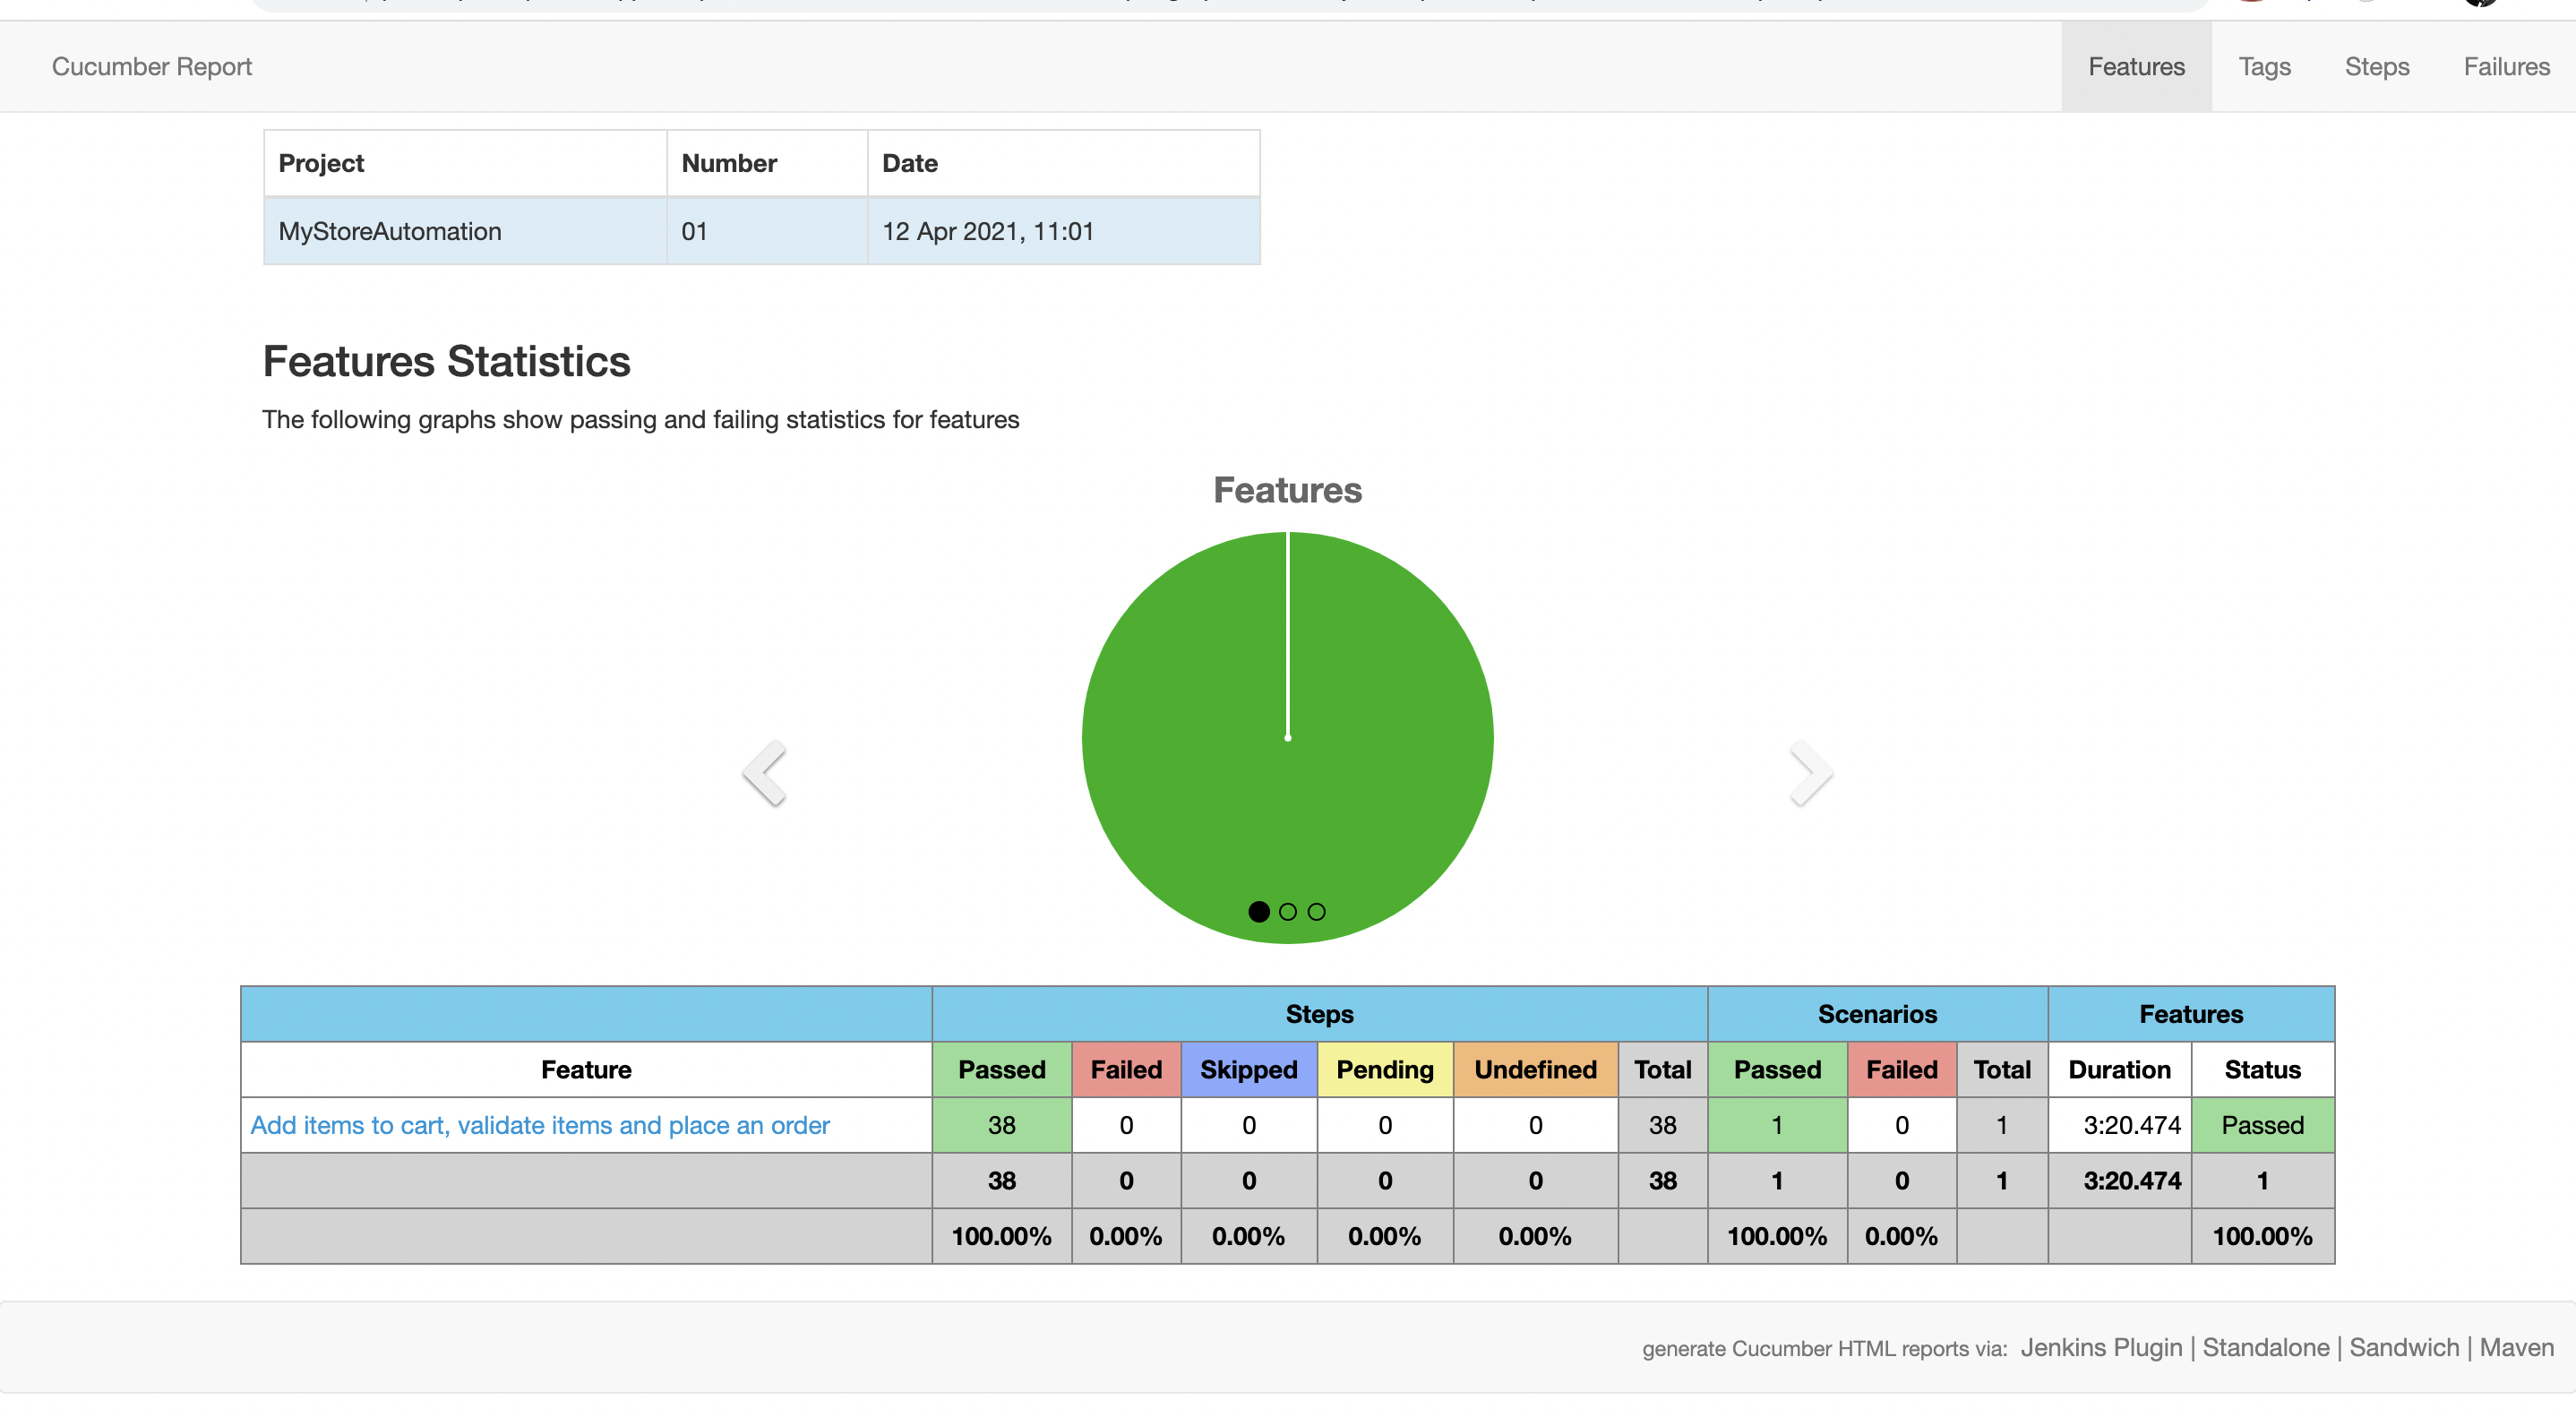 Cucumber Report Features Tags Steps Failures
Project Number Date
MyStoreAutomation 01 12 Apr 2021, 11:01
Features Statistics
The following graphs show passing and failing statistics for features
Features
Steps Scenarios Features
Feature Passed Failed Skipped Pending Undefined Total Passed Failed Total Duration Status
Add items to cart, validate items and place an order 38 0 0 0 0 38 1 0 1 3:20.474 Passed
38 0 0 0 0 38 1 0 1 3:20.474 1
100.00% 0.00% 0.00% 0.00% 0.00% 100.00% 0.00% 100.00%
generate Cucumber HTML reports via: Jenkins Plugin | Standalone | Sandwich | Maven